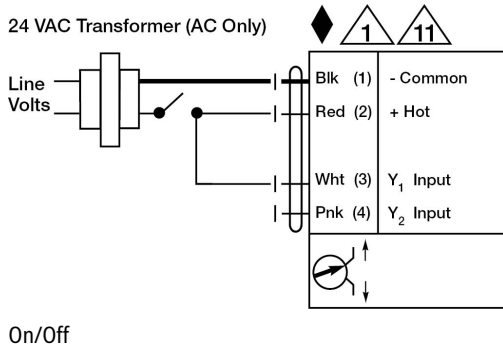 24 VAC Transformer (AC Only)
1
11
Line
Volts
Blk (1) - Common
Red (2) + Hot
Wht (3) Y₁ Input
Pnk (4) Y₂ Input
On/Off